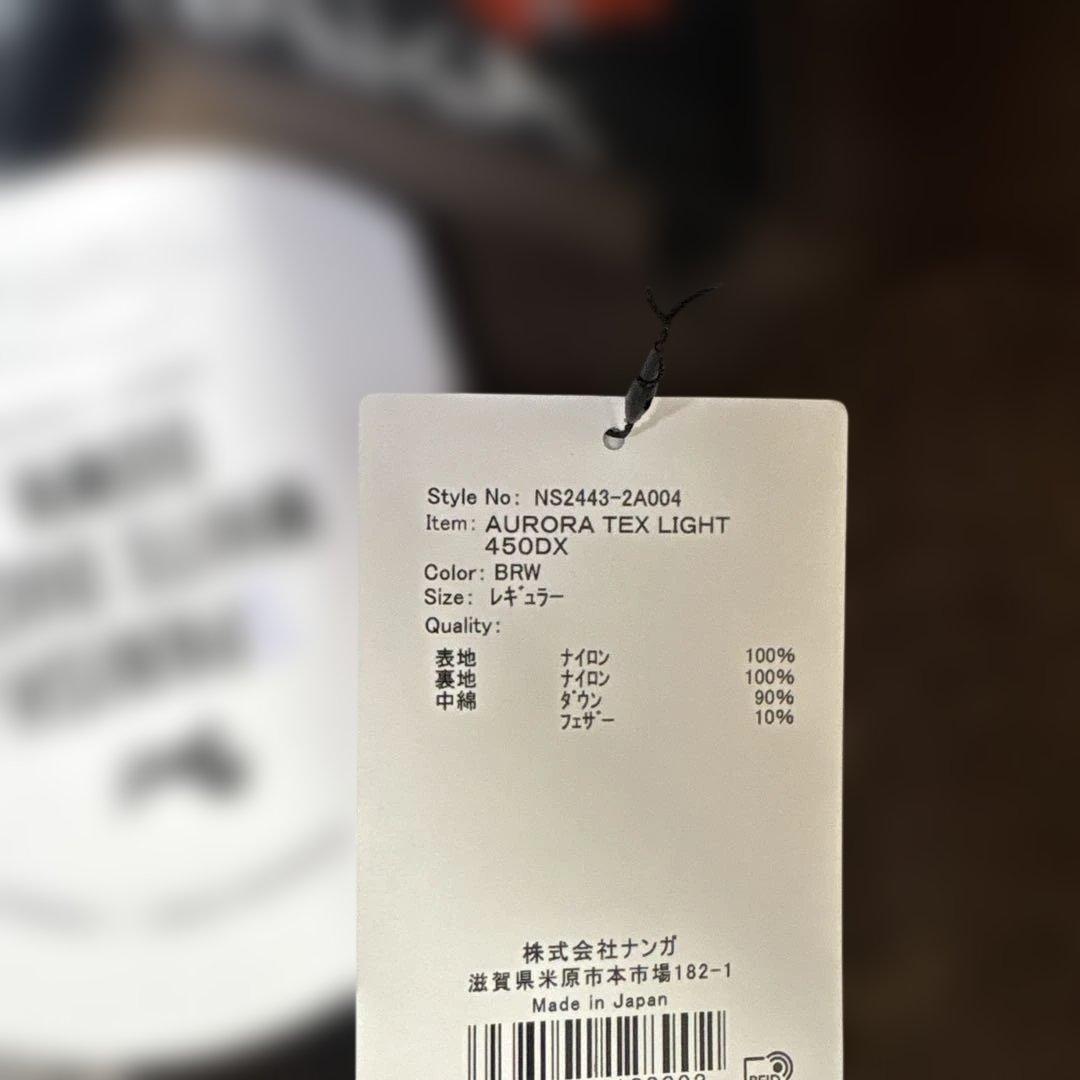 Style No: NS2443-2A004
Item: AURORA TEX LIGHT
450DX
Color: BRW
Size: ﾚｷﾞｭﾗｰ
Quality:
表地 ﾅｲﾛﾝ 100%
裏地 ﾅｲﾛﾝ 100%
中綿 ﾀﾞｳﾝ 90%
ﾌｪｻﾞｰ 10%
株式会社ナンガ
滋賀県米原市本市場182-1
Made in Japan
RFID